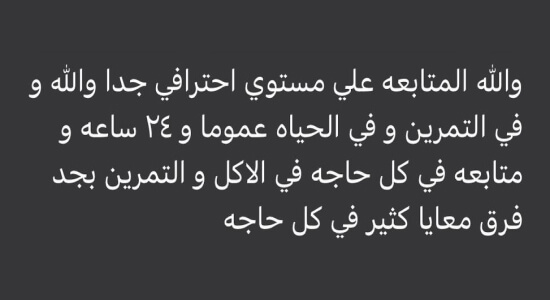 والله المتابعه علي مستوي احترافي جدا والله و
في التمرين و في الحياه عموما و ٢٤ ساعه و
متابعه في كل حاجه في الاكل و التمرين بجد
فرق معايا كثير في كل حاجه